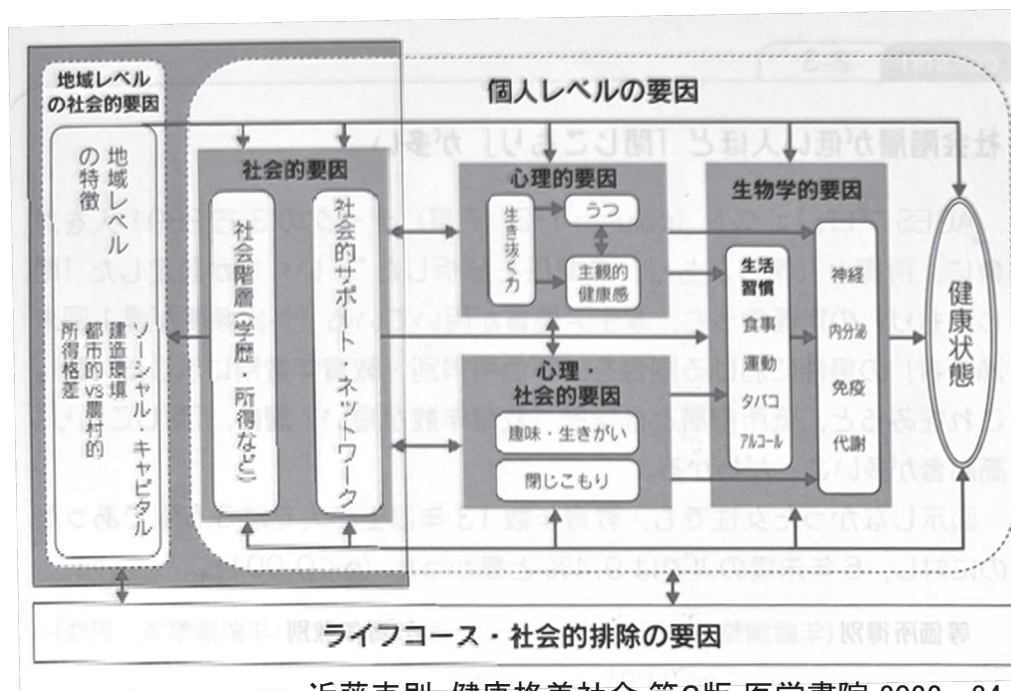 地域レベル
の社会的要因
地域レベル
の特徴
ソーシャル・キャピタル
建造環境
都市的vs農村的
所得格差
個人レベルの要因
社会的要因
社会階層(学歴・所得など)
社会的サポート・ネットワーク
心理的要因
生き抜く力
うつ
主観的
健康感
心理・
社会的要因
趣味・生きがい
閉じこもり
生物学的要因
生活
習慣
食事
運動
タバコ
アルコール
神経
内分泌
免疫
代謝
健康状態
ライフコース・社会的排除の要因